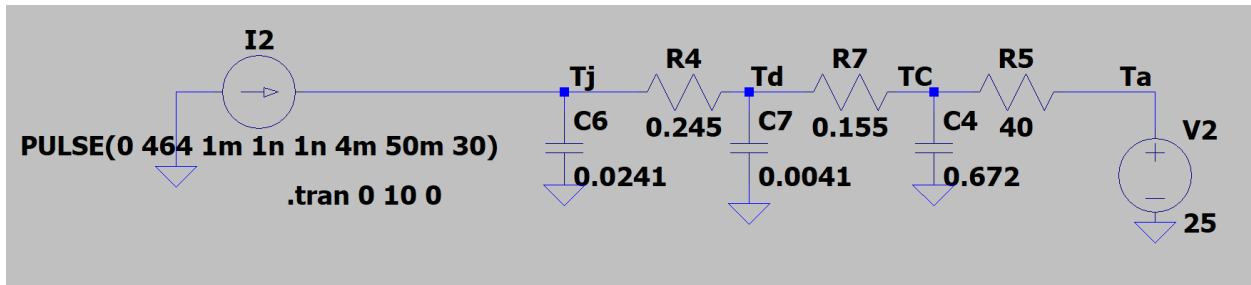 I2
R4
R7
R5
Tj
Td
TC
Ta
C6
C7
C4
0.245
0.155
40
V2
PULSE(0 464 1m 1n 1n 4m 50m 30)
0.0241
0.0041
0.672
.tran 0 10 0
25